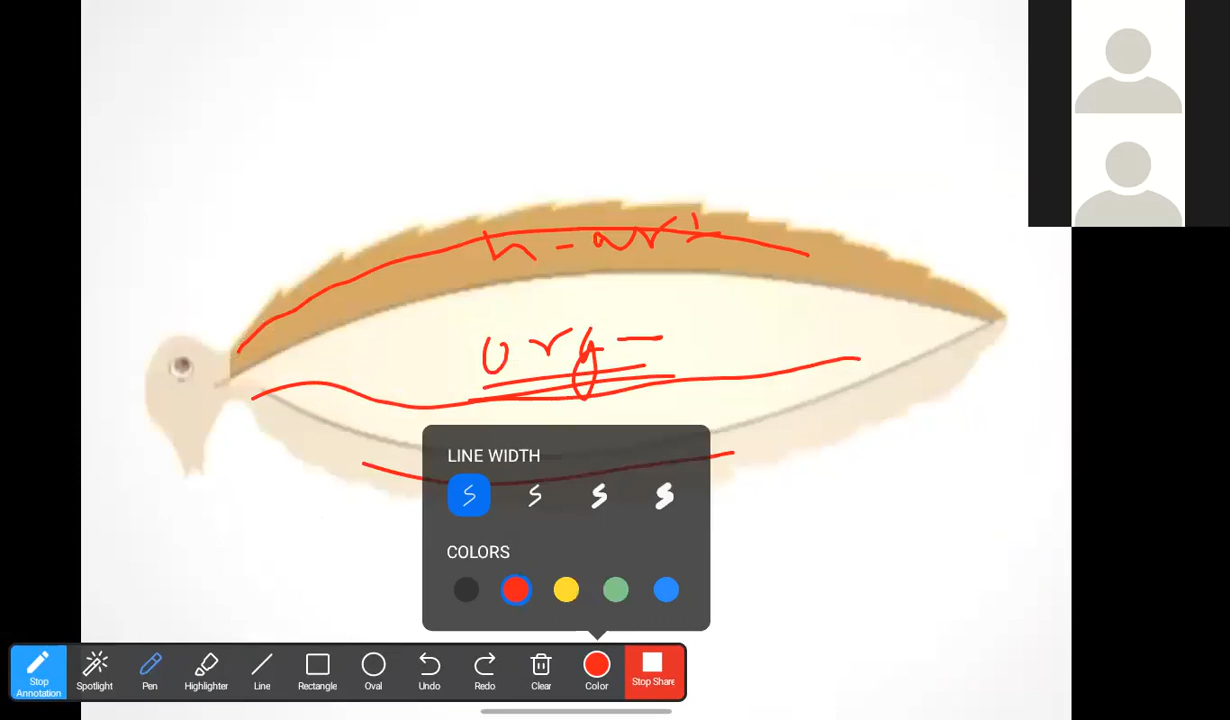 LINE WIDTH
COLORS
Stop Annotation
Spotlight
Pen
Highlighter
Line
Rectangle
Oval
Undo
Redo
Clear
Color
Stop Share